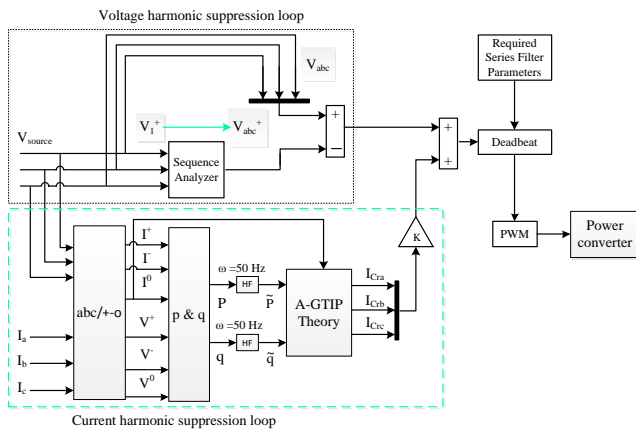 Voltage harmonic suppression loop
Required
Series Filter
Parameters
V_abc
V_1^+
V_abc^+
+
−
V_source
Sequence
Analyzer
+
+
Deadbeat
PWM
Power
converter
K
I^+
I^-
I^0
V^+
V^-
V^0
abc/+-o
I_a
I_b
I_c
p & q
ω =50 Hz
HF
P
P̃
ω =50 Hz
HF
q
q̃
A-GTIP
Theory
I_Cra
I_Crb
I_Crc
Current harmonic suppression loop